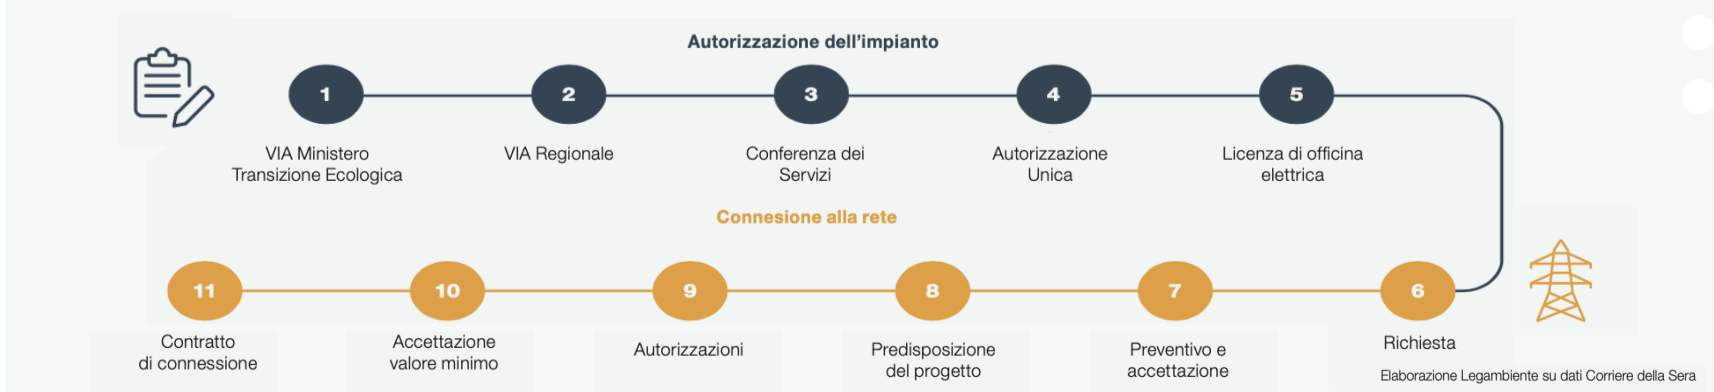 Autorizzazione dell'impianto
1
2
3
4
5
VIA Ministero
Transizione Ecologica
VIA Regionale
Conferenza dei
Servizi
Autorizzazione
Unica
Licenza di officina
elettrica
Connesione alla rete
11
10
9
8
7
6
Contratto
di connessione
Accettazione
valore minimo
Autorizzazioni
Predisposizione
del progetto
Preventivo e
accettazione
Richiesta
Elaborazione Legambiente su dati Corriere della Sera